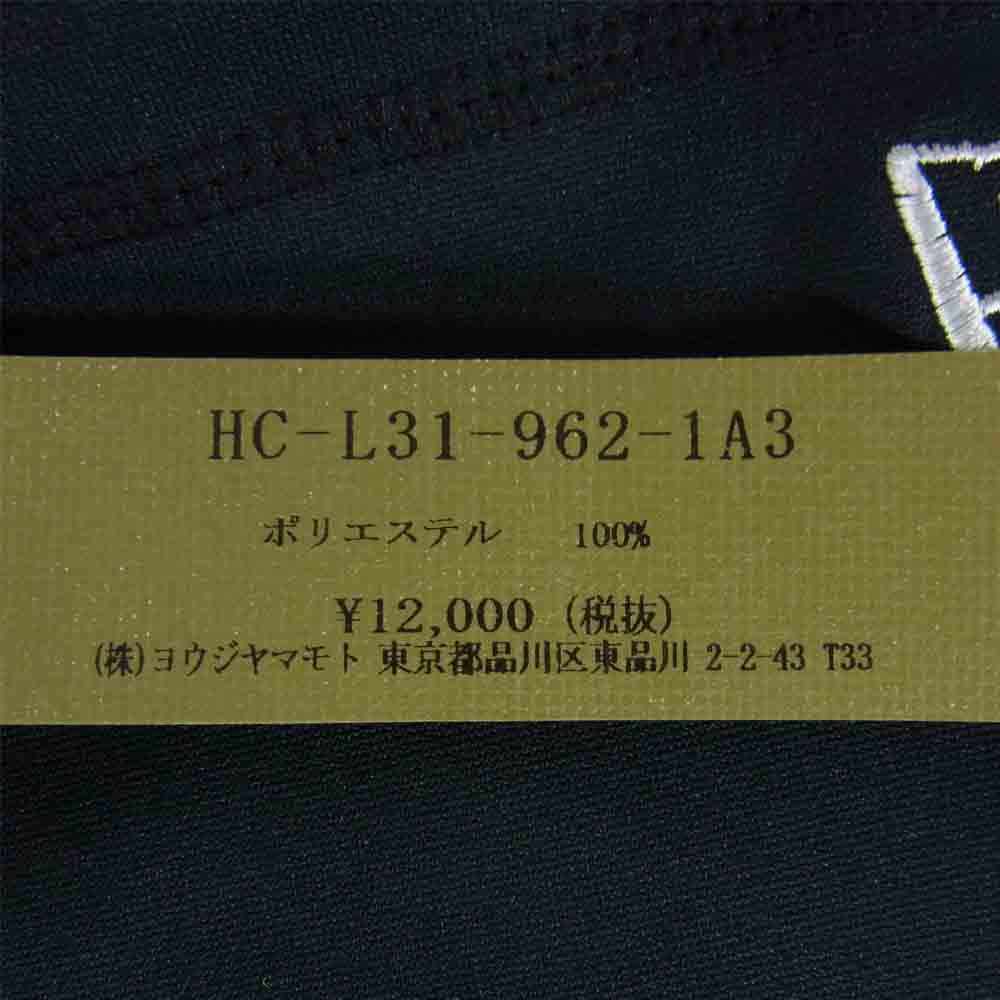 HC-L31-962-1A3
ポリエステル 100%
¥12,000 (税抜)
(株)ヨウジヤマモト 東京都品川区東品川 2-2-43 T33